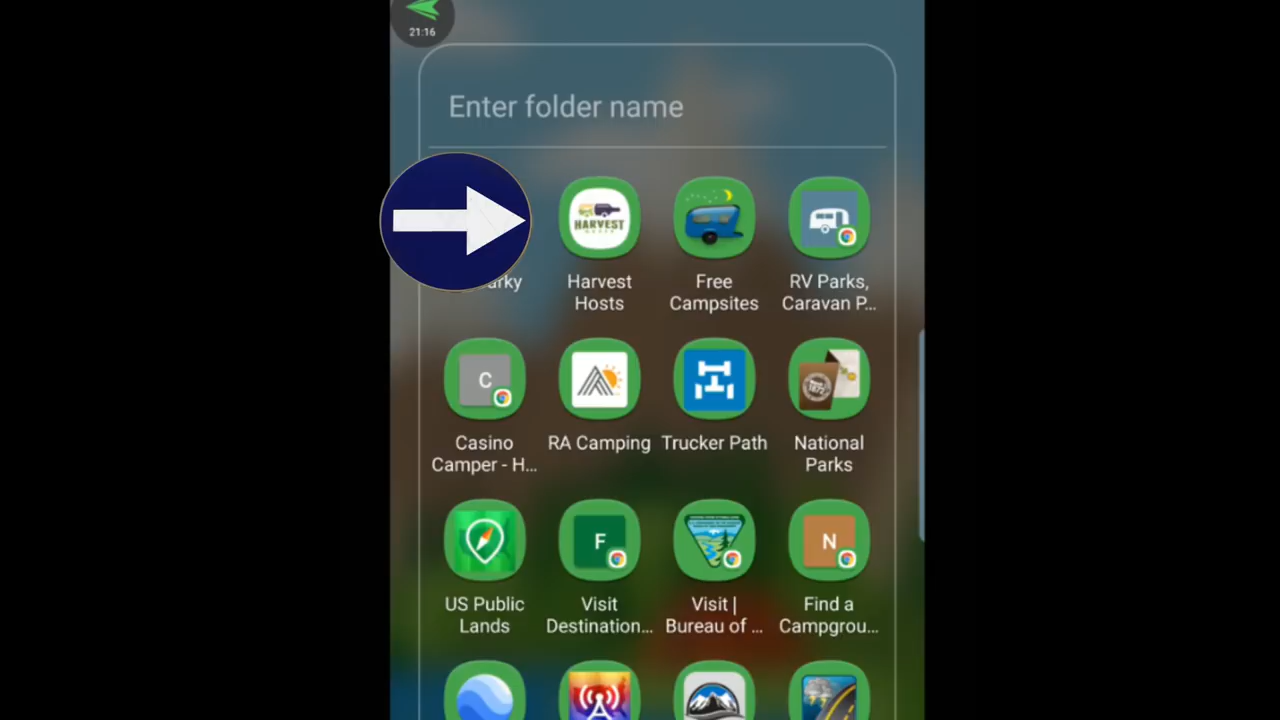 21:16
Enter folder name
HARVEST
Harvest
Hosts
Free
Campsites
RV Parks,
Caravan P...
C
Casino
Camper - H...
RA Camping
Trucker Path
National
Parks
US Public
Lands
F
Visit
Destination...
Visit |
Bureau of ...
N
Find a
Campgrou...